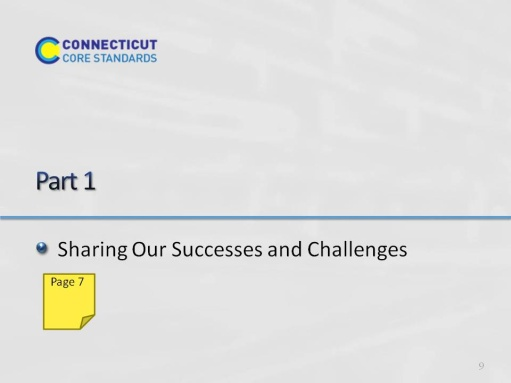 CONNECTICUT
CORE STANDARDS
Part 1
Sharing Our Successes and Challenges
Page 7
9